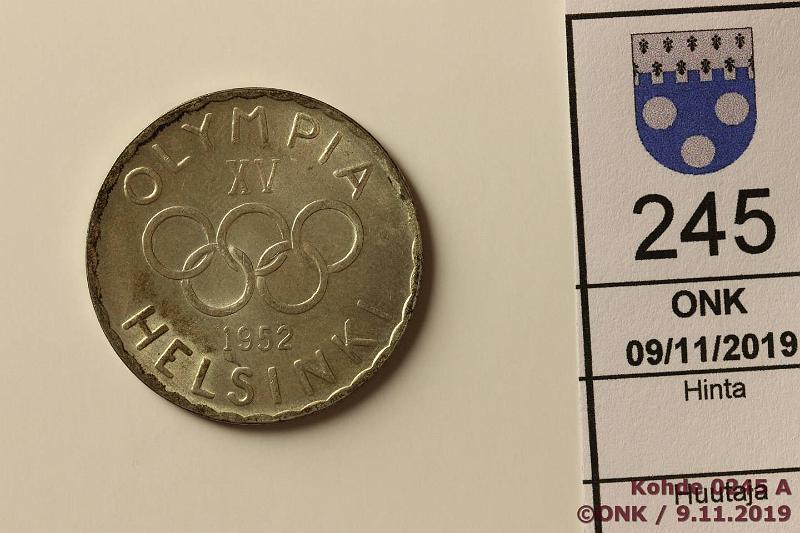 OLYMPIA
XV
1952
HELSINKI
245
ONK
09/11/2019
Hinta
Huutaja
Kohde 0245 A
©ONK / 9.11.2019